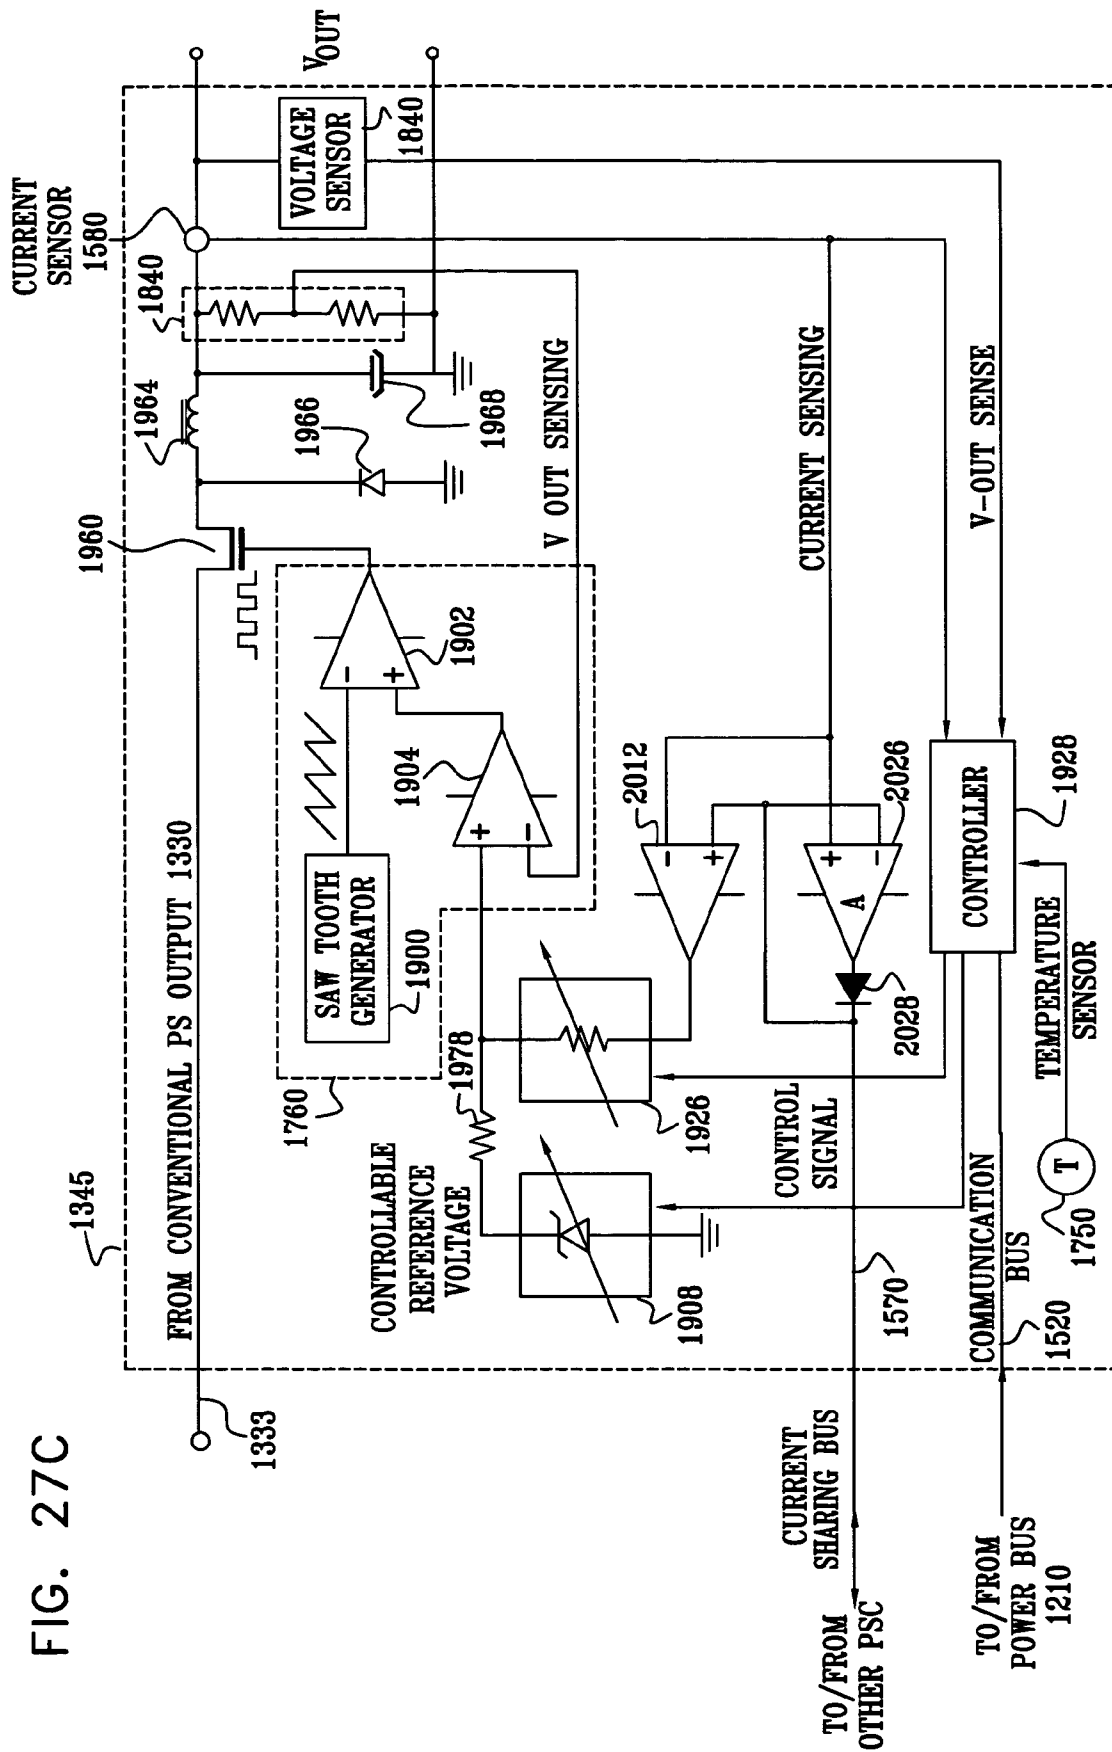 FIG. 27C
1345
FROM CONVENTIONAL PS OUTPUT 1330
1333
1960
1964
1840
CURRENT
SENSOR
1580
VOUT
VOLTAGE
SENSOR
1840
1966
1968
V OUT SENSING
1760
SAW TOOTH
GENERATOR
1900
-
+
1902
1904
+
-
1978
CONTROLLABLE
REFERENCE
VOLTAGE
1908
1926
2012
-
+
CURRENT SENSING
V-OUT SENSE
+
-
A
2026
2028
CONTROL
SIGNAL
1570
CURRENT
SHARING BUS
TO/FROM
OTHER PSC
CONTROLLER
1928
COMMUNICATION
BUS
1520
TO/FROM
POWER BUS
1210
TEMPERATURE
SENSOR
T
1750